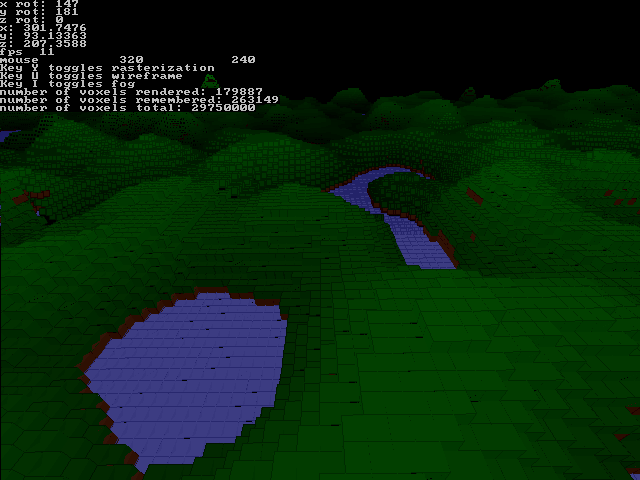 x rot: 147
y rot: 181
z rot: 0
x: 301.7476
y: 93.13363
z: 207.3588
fps 11
mouse 320 240
Key Y toggles rasterization
Key U toggles wireframe
Key I toggles fog
number of voxels rendered: 179887
number of voxels remembered: 263149
number of voxels total: 29750000